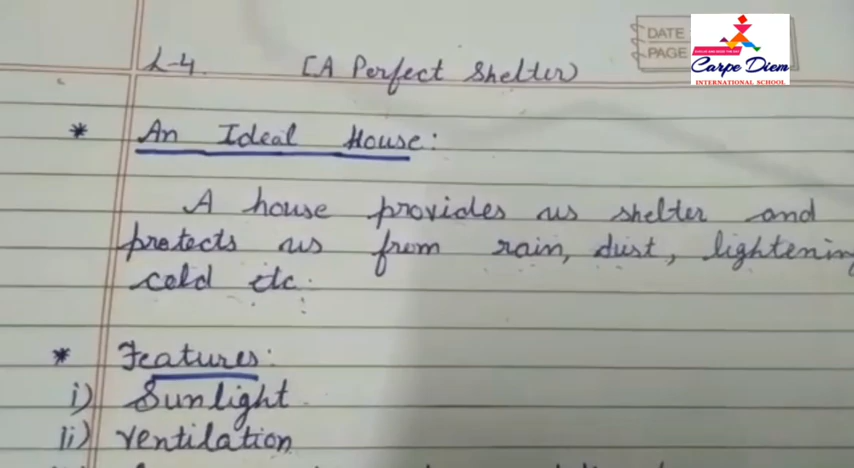 DATE
PAGE
Carpe Diem
INTERNATIONAL SCHOOL
L-4. [A Perfect Shelter)
* An Ideal House:
A house provides us shelter and
protects us from rain, dust, lightening
cold etc.
* Features:
i) Sunlight
ii) Ventilation